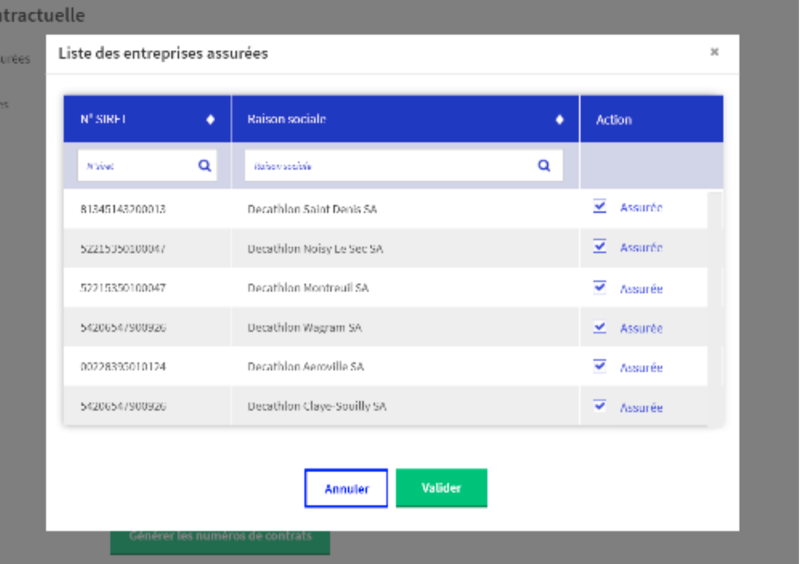 ntractuelle
urées
es
Liste des entreprises assurées
N° SIRET Raison sociale Action
N°siret Raison sociale
81345143200013 Decathlon Saint Denis SA Assurée
52215350100047 Decathlon Noisy Le Sec SA Assurée
52215350100047 Decathlon Montreuil SA Assurée
54206547900926 Decathlon Wagram SA Assurée
00228395010124 Decathlon Aeroville SA Assurée
54206547900926 Decathlon Claye-Souilly SA Assurée
Annuler Valider
Générer les numéros de contrats